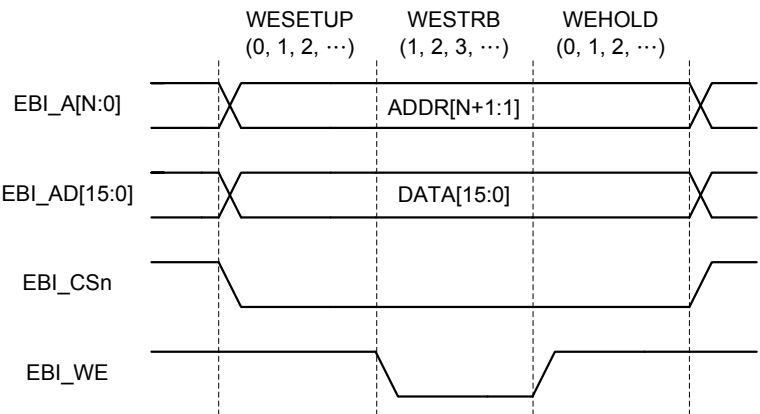 WESETUP WESTRB WEHOLD
(0, 1, 2, ⋯) (1, 2, 3, ⋯) (0, 1, 2, ⋯)
EBI_A[N:0] ADDR[N+1:1]
EBI_AD[15:0] DATA[15:0]
EBI_CSn
EBI_WE